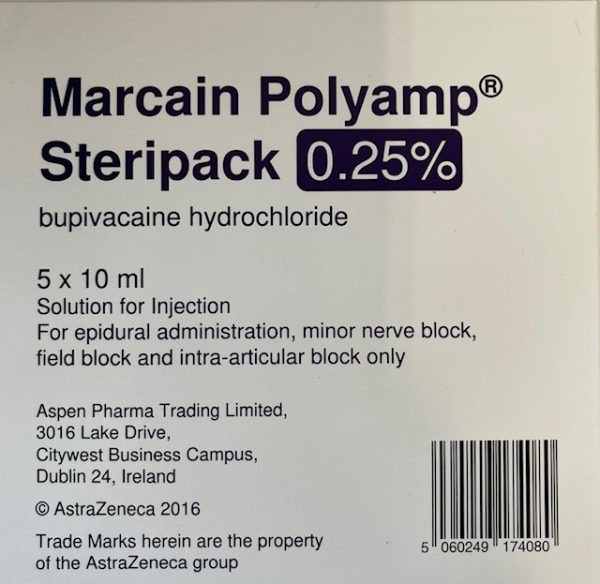 Marcain Polyamp®
Steripack 0.25%
bupivacaine hydrochloride
5 x 10 ml
Solution for Injection
For epidural administration, minor nerve block,
field block and intra-articular block only
Aspen Pharma Trading Limited,
3016 Lake Drive,
Citywest Business Campus,
Dublin 24, Ireland
© AstraZeneca 2016
Trade Marks herein are the property
of the AstraZeneca group
5 060249 174080